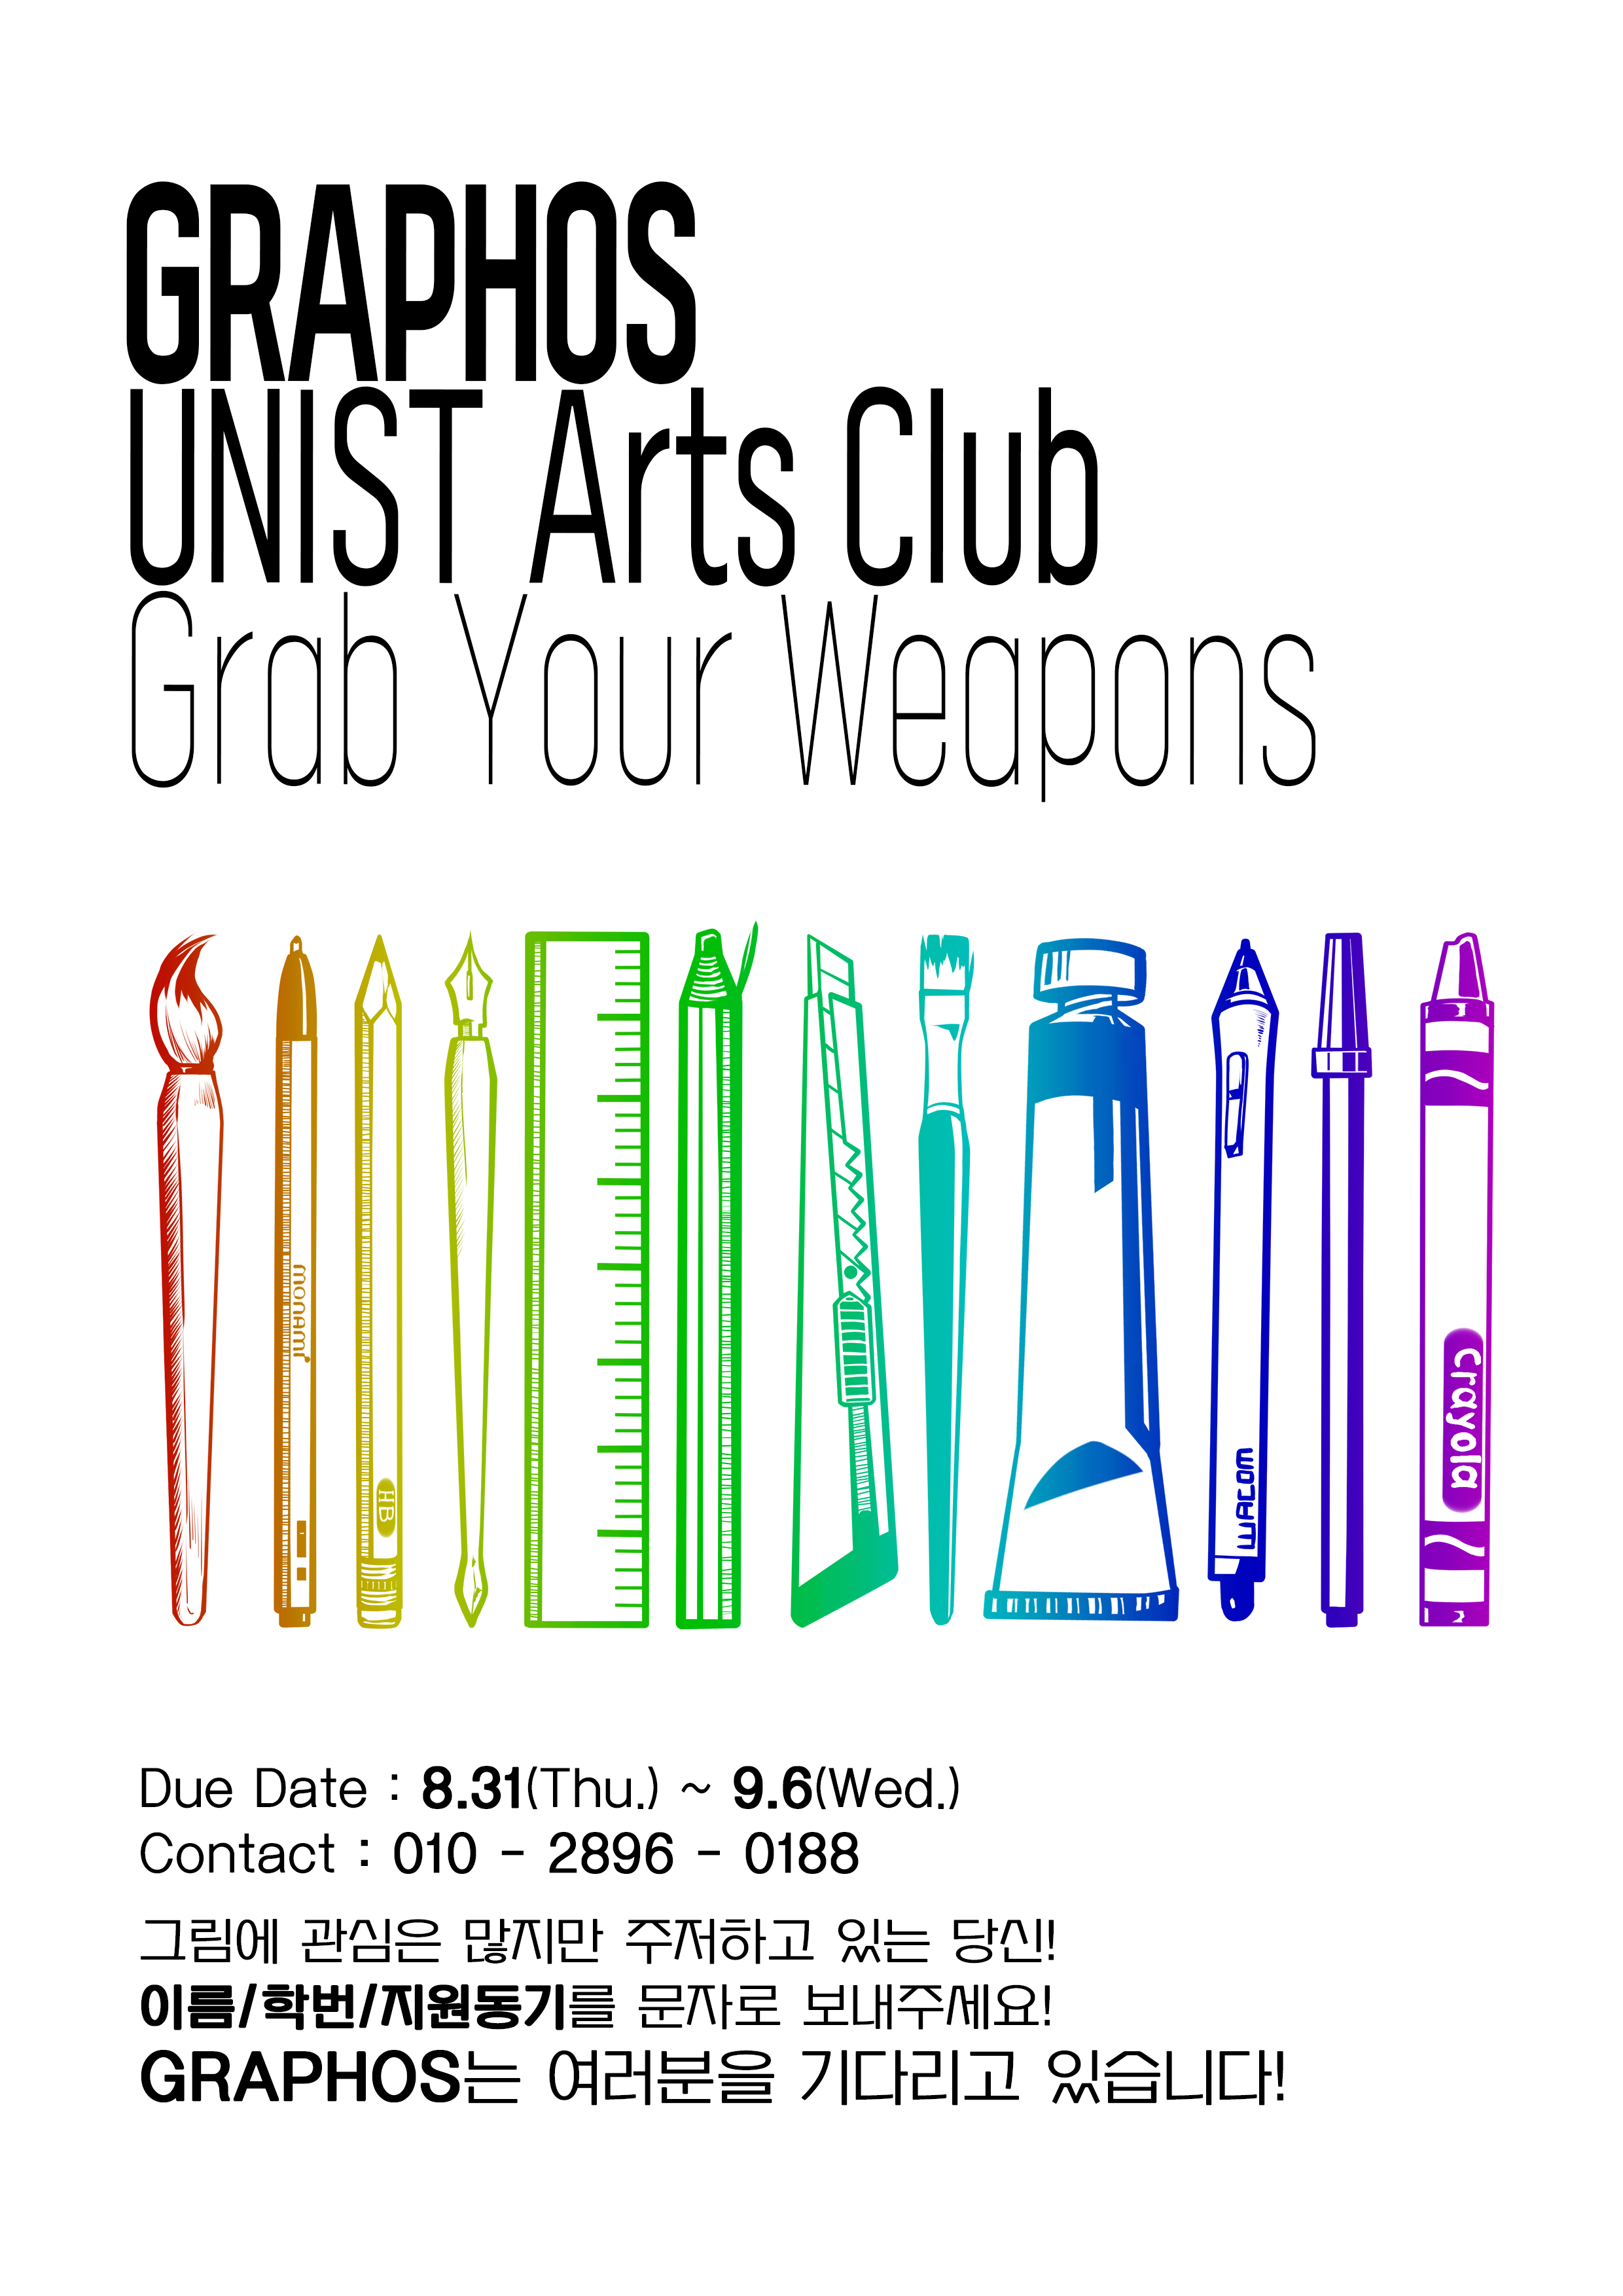 GRAPHOS
UNIST Arts Club
Grab Your Weapons
monami
HB
WACOM
crayola
Due Date : 8.31(Thu.) ~ 9.6(Wed.)
Contact : 010 - 2896 - 0188
그림에 관심은 많지만 주저하고 있는 당신!
이름/학번/지원동기를 문자로 보내주세요!
GRAPHOS는 여러분을 기다리고 있습니다!